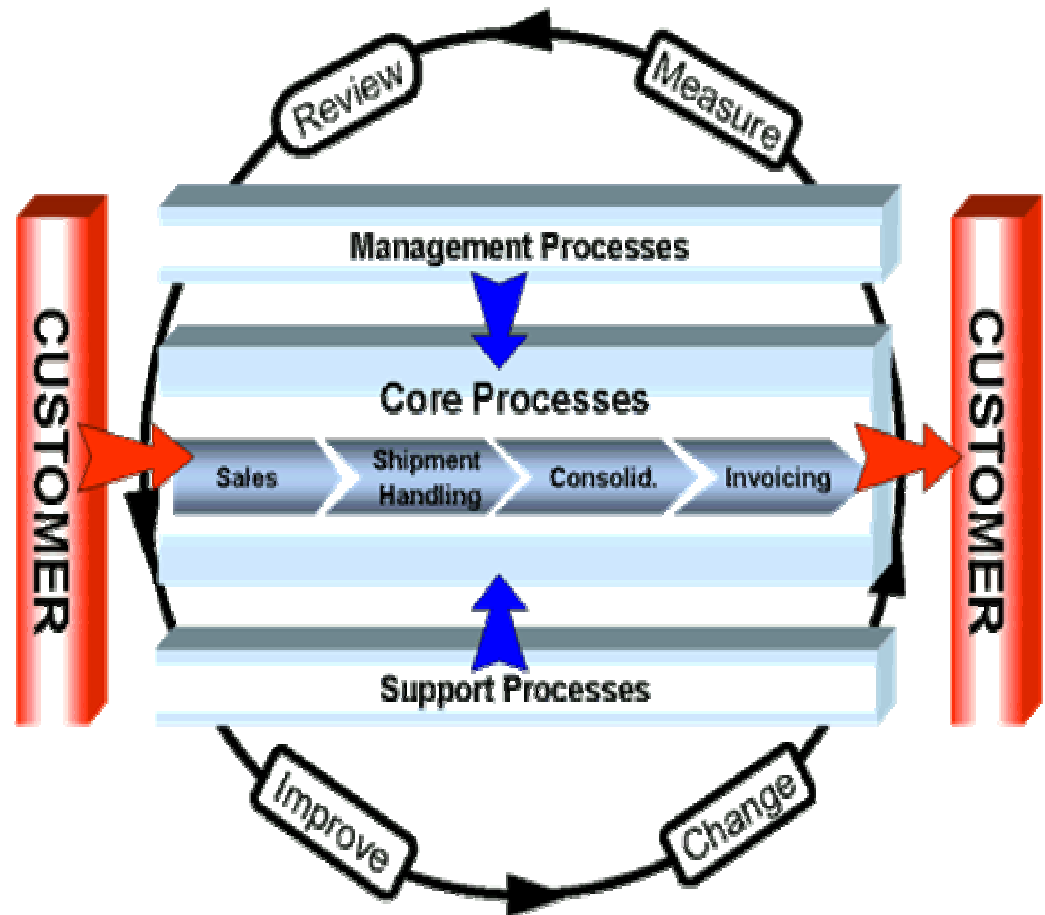 Review
Measure
Management Processes
CUSTOMER
CUSTOMER
Core Processes
Sales
Shipment
Handling
Consolid.
Invoicing
Support Processes
Improve
Change